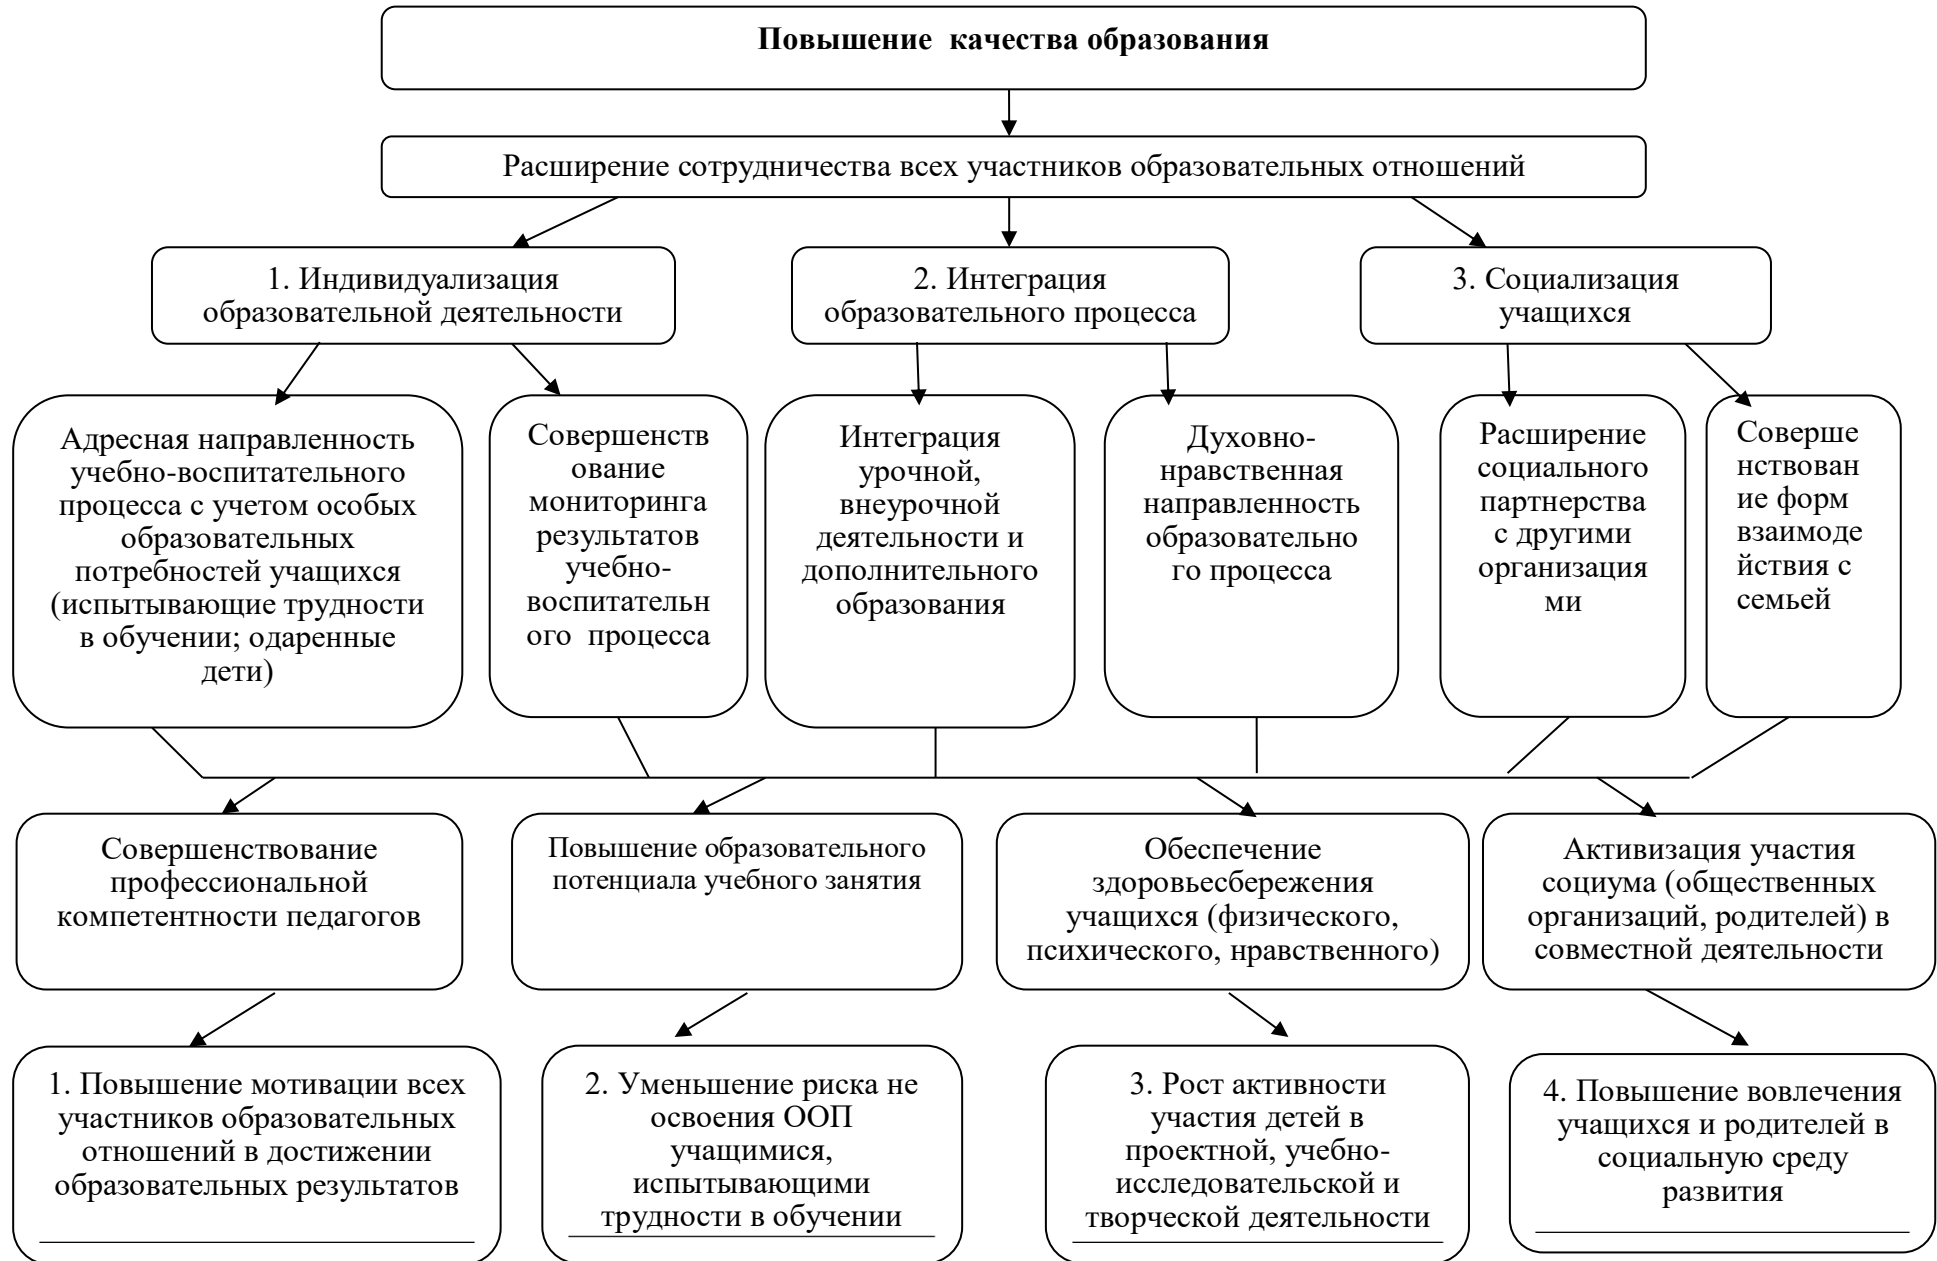 Повышение  качества образования
Расширение сотрудничества всех участников образовательных отношений
1. Индивидуализация
образовательной деятельности
2. Интеграция
образовательного процесса
3. Социализация
учащихся
Адресная направленность
учебно-воспитательного
процесса с учетом особых
образовательных
потребностей учащихся
(испытывающие трудности
в обучении; одаренные
дети)
Совершенств
ование
мониторинга
результатов
учебно-
воспитательн
ого  процесса
Интеграция
урочной,
внеурочной
деятельности и
дополнительного
образования
Духовно-
нравственная
направленность
образовательно
го процесса
Расширение
социального
партнерства
с другими
организация
ми
Соверше
нствован
ие форм
взаимоде
йствия с
семьей
Совершенствование
профессиональной
компетентности педагогов
Повышение образовательного
потенциала учебного занятия
Обеспечение
здоровьесбережения
учащихся (физического,
психического, нравственного)
Активизация участия
социума (общественных
организаций, родителей) в
совместной деятельности
1. Повышение мотивации всех
участников образовательных
отношений в достижении
образовательных результатов
2. Уменьшение риска не
освоения ООП
учащимися,
испытывающими
трудности в обучении
3. Рост активности
участия детей в
проектной, учебно-
исследовательской и
творческой деятельности
4. Повышение вовлечения
учащихся и родителей в
социальную среду
развития